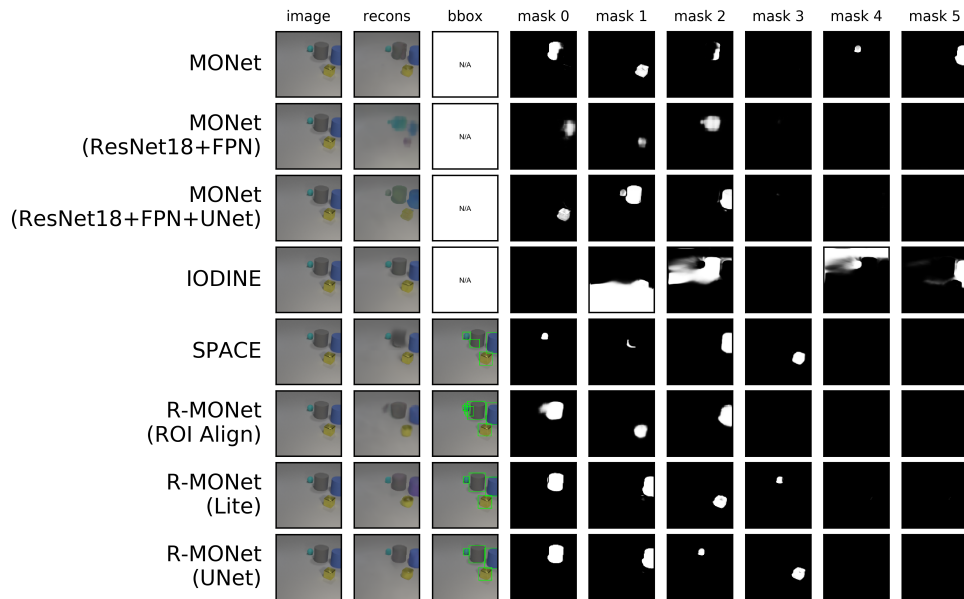 image recons bbox mask 0 mask 1 mask 2 mask 3 mask 4 mask 5
MONet
N/A
MONet
(ResNet18+FPN)
N/A
MONet
(ResNet18+FPN+UNet)
N/A
IODINE
N/A
SPACE
R-MONet
(ROI Align)
R-MONet
(Lite)
R-MONet
(UNet)